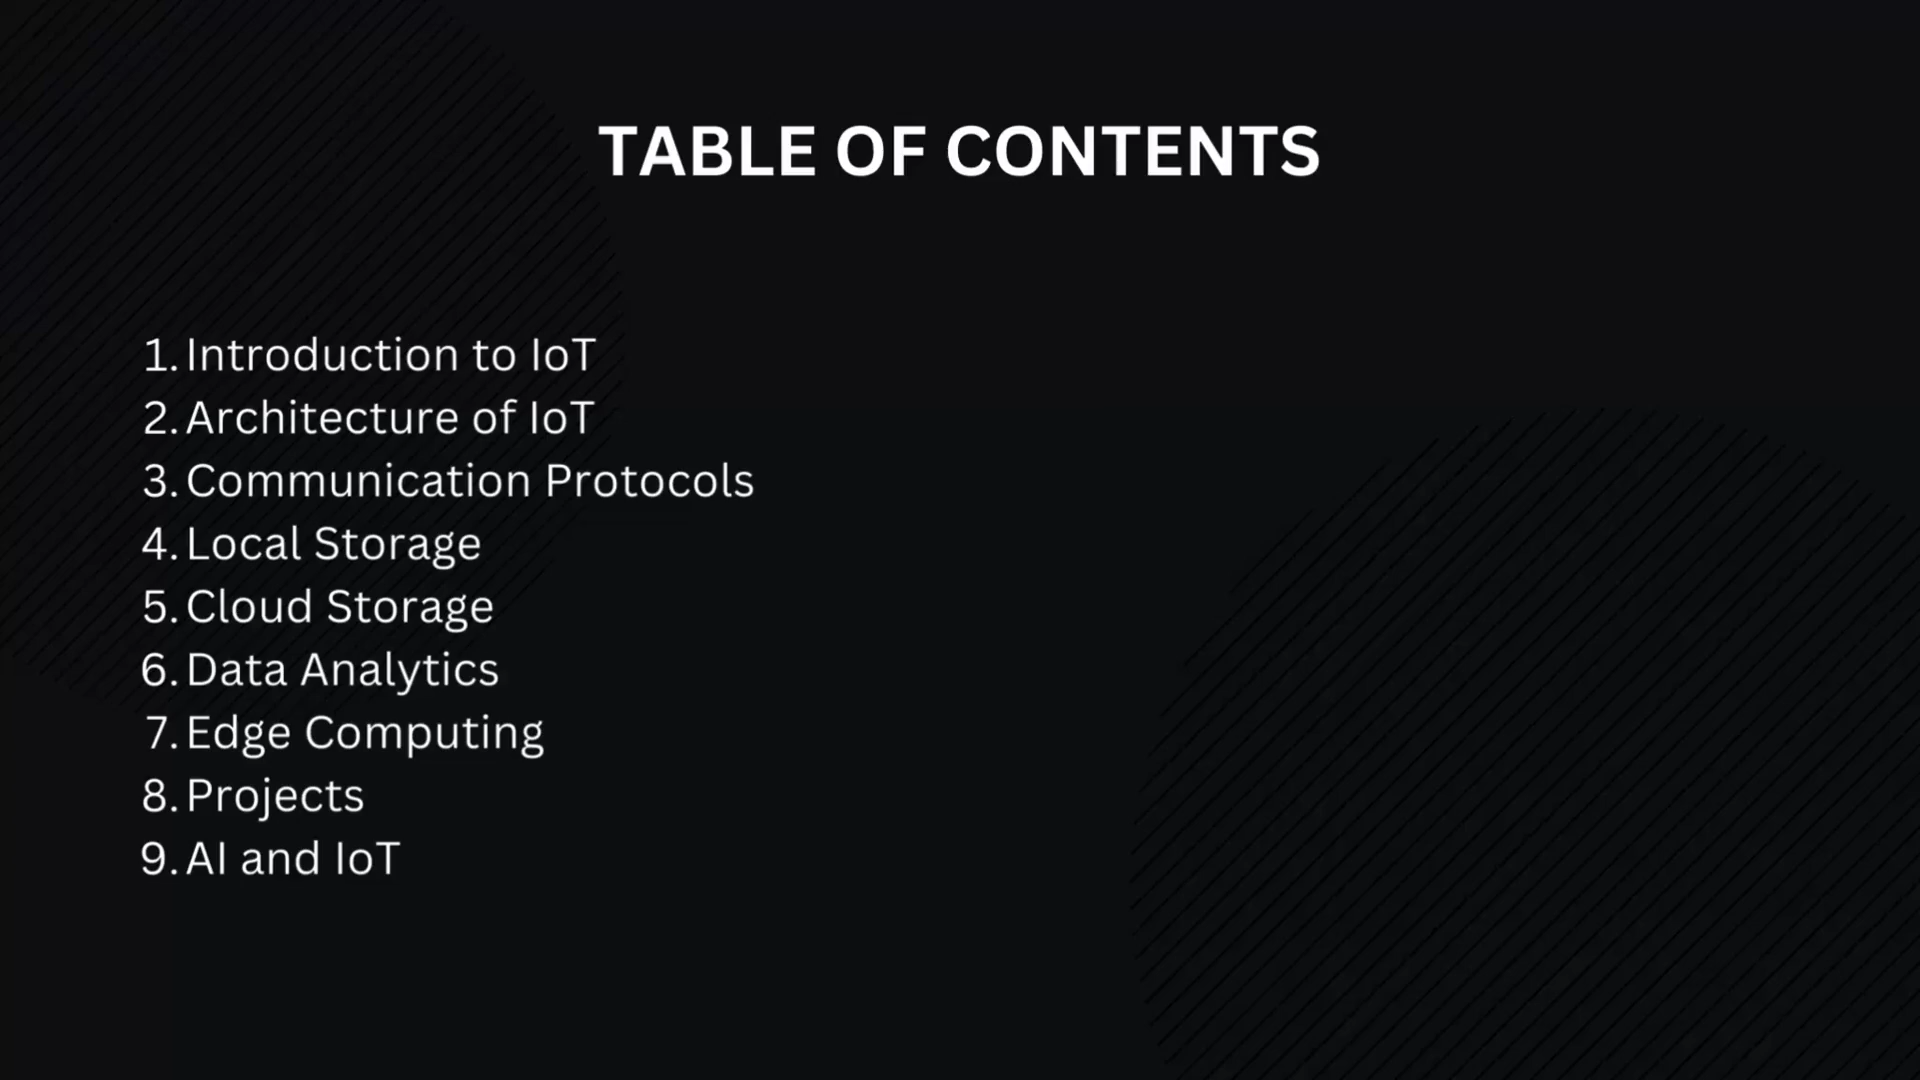 TABLE OF CONTENTS
1. Introduction to IoT
2. Architecture of IoT
3. Communication Protocols
4. Local Storage
5. Cloud Storage
6. Data Analytics
7. Edge Computing
8. Projects
9. AI and IoT